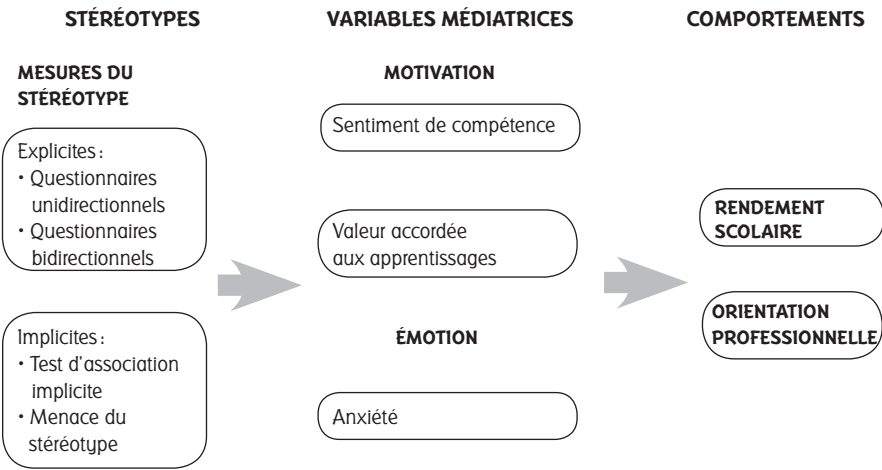 STÉRÉOTYPES
MESURES DU
STÉRÉOTYPE
Explicites :
• Questionnaires
unidirectionnels
• Questionnaires
bidirectionnels
Implicites :
• Test d'association
implicite
• Menace du
stéréotype
VARIABLES MÉDIATRICES
MOTIVATION
Sentiment de compétence
Valeur accordée
aux apprentissages
ÉMOTION
Anxiété
COMPORTEMENTS
RENDEMENT
SCOLAIRE
ORIENTATION
PROFESSIONNELLE